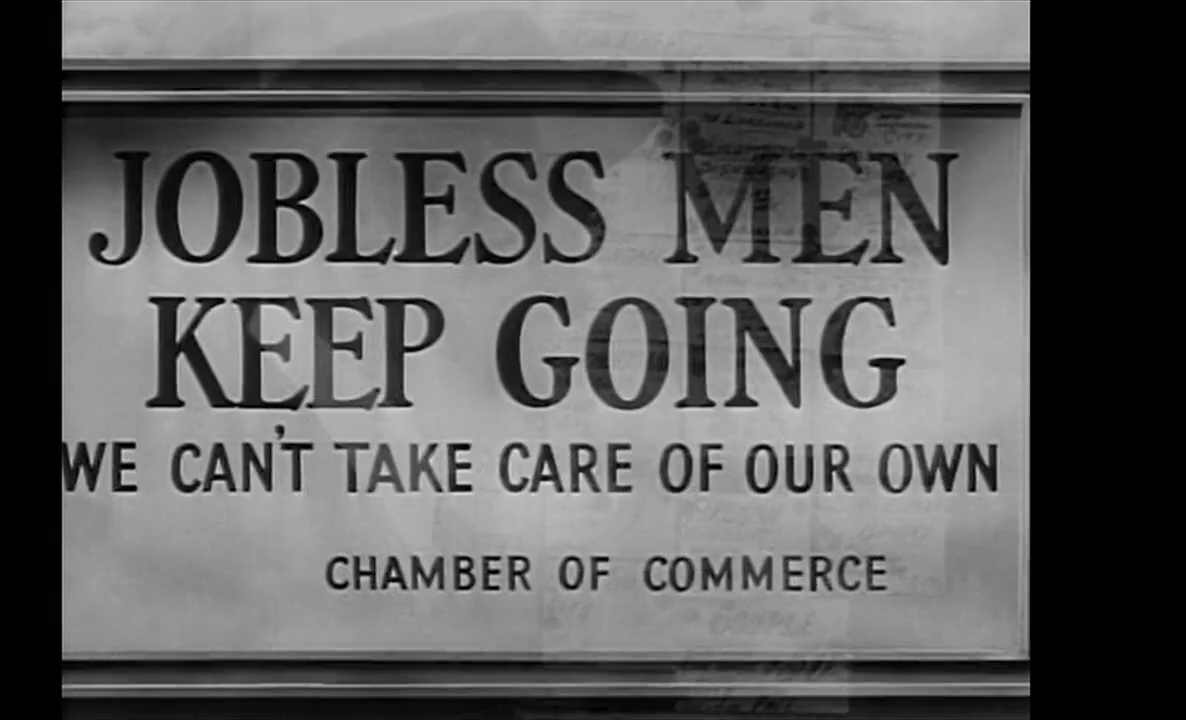 JOBLESS MEN
KEEP GOING
WE CAN'T TAKE CARE OF OUR OWN
CHAMBER OF COMMERCE